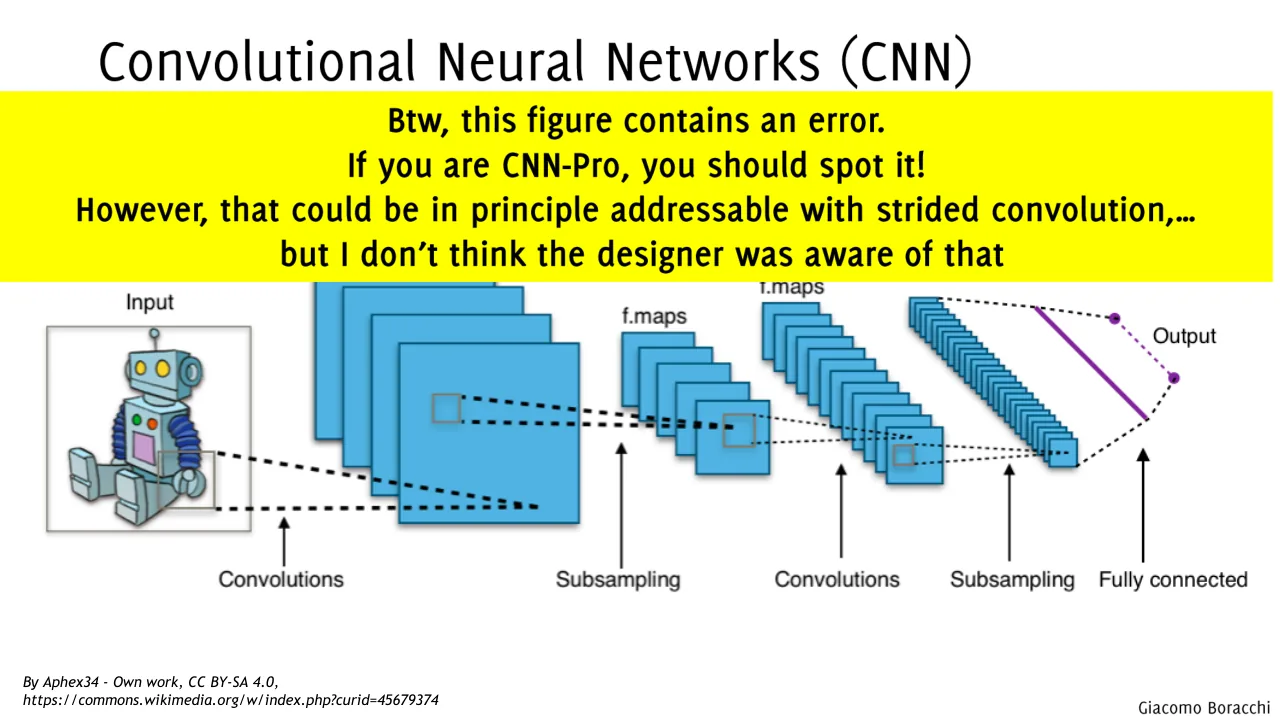 Convolutional Neural Networks (CNN)
Btw, this figure contains an error.
If you are CNN-Pro, you should spot it!
However, that could be in principle addressable with strided convolution,…
but I don’t think the designer was aware of that
Input
f.maps
f.maps
Output
Convolutions
Subsampling
Convolutions
Subsampling
Fully connected
By Aphex34 - Own work, CC BY-SA 4.0,
https://commons.wikimedia.org/w/index.php?curid=45679374
Giacomo Boracchi